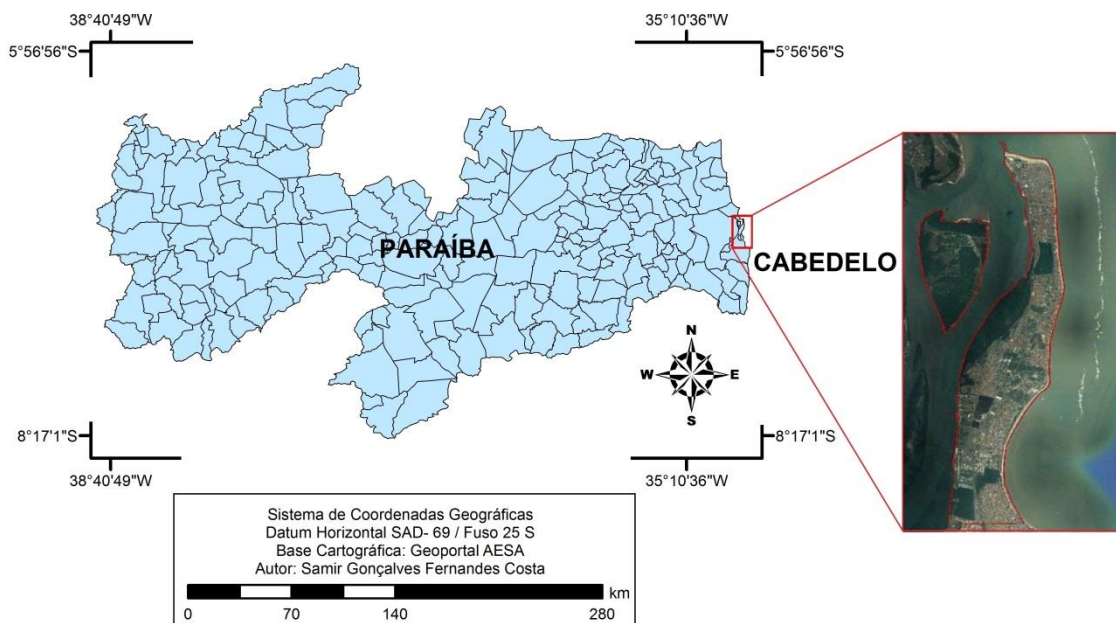 38°40'49"W
35°10'36"W
5°56'56"S
5°56'56"S
PARAÍBA
CABEDELO
N
W
E
S
8°17'1"S
8°17'1"S
38°40'49"W
35°10'36"W
Sistema de Coordenadas Geográficas
Datum Horizontal SAD- 69 / Fuso 25 S
Base Cartográfica: Geoportal AESA
Autor: Samir Gonçalves Fernandes Costa
km
0 70 140 280